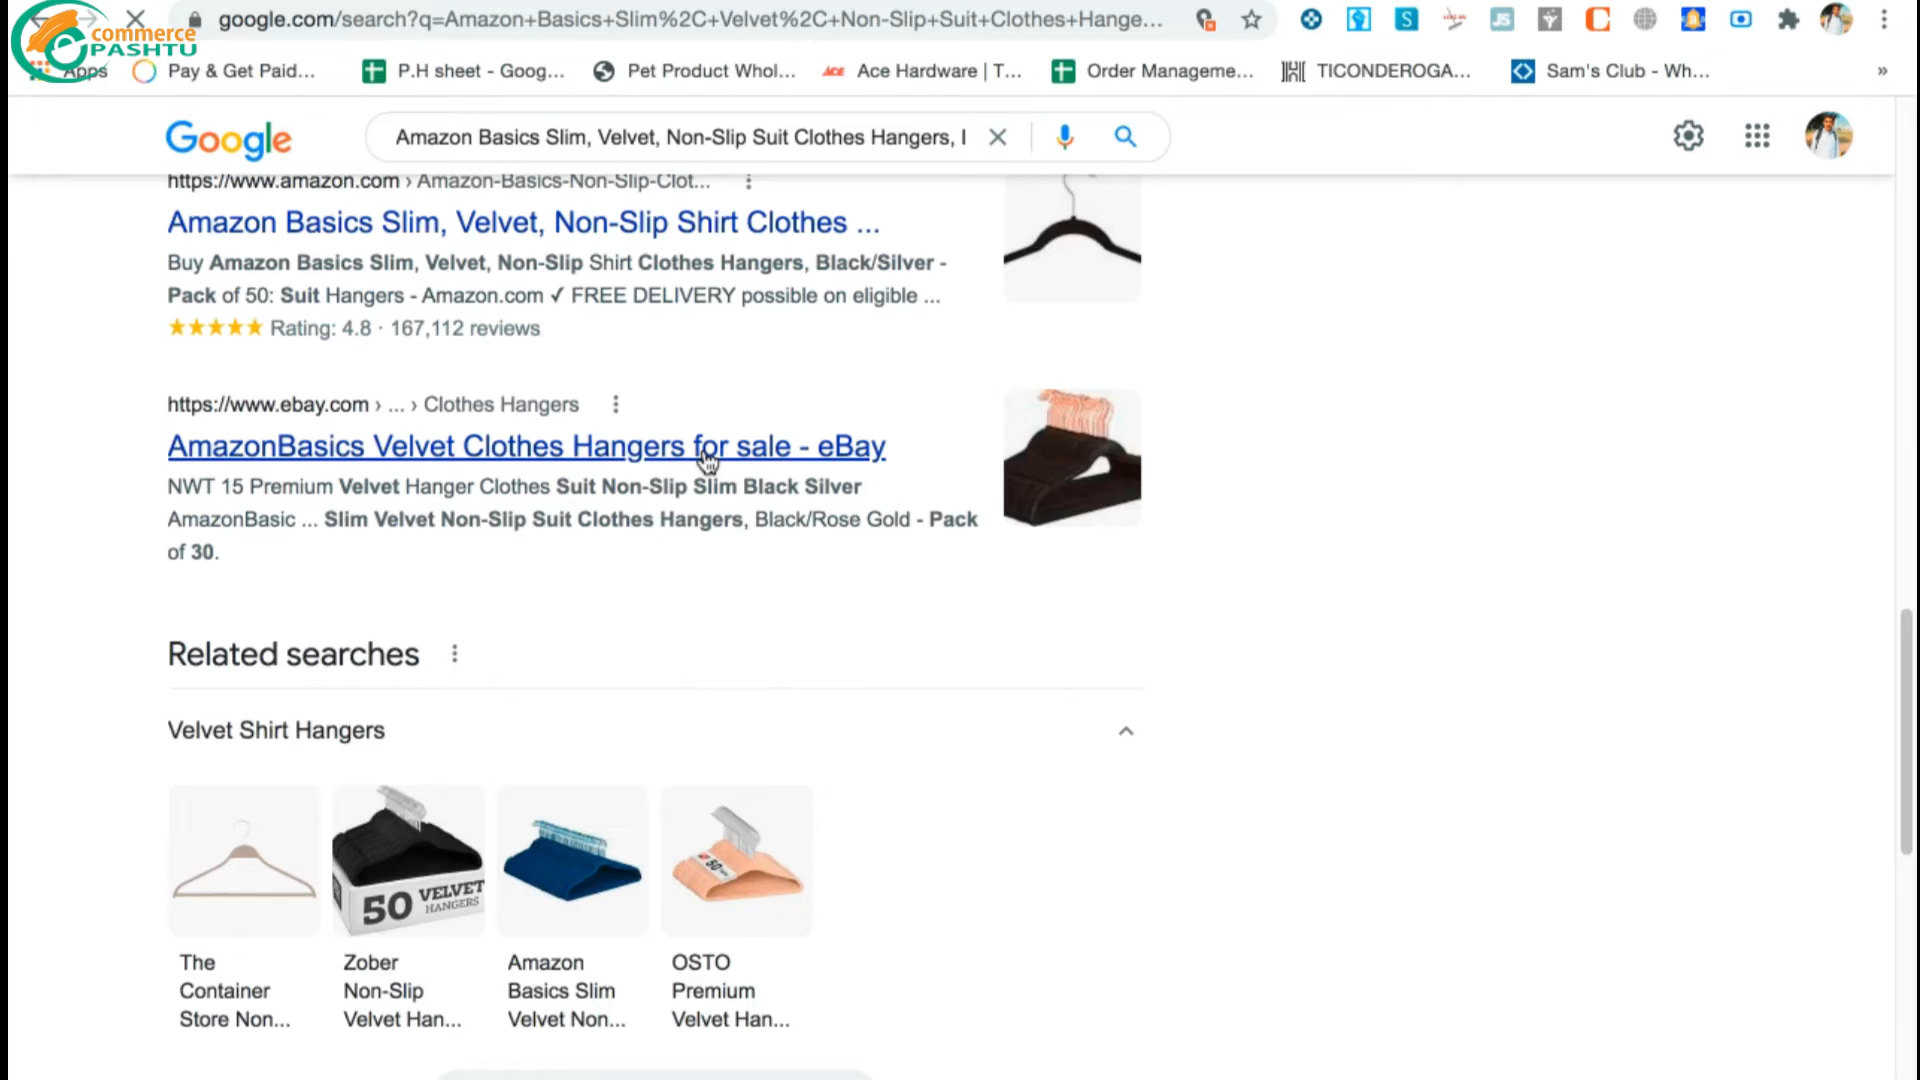 google.com/search?q=Amazon+Basics+Slim%2C+Velvet%2C+Non-Slip+Suit+Clothes+Hange...
commerce
PASHTU
Apps
Pay & Get Paid...
P.H sheet - Goog...
Pet Product Whol...
Ace Hardware | T...
Order Manageme...
TICONDEROGA...
Sam's Club - Wh...
»
Google
Amazon Basics Slim, Velvet, Non-Slip Suit Clothes Hangers, I
https://www.amazon.com › Amazon-Basics-Non-Slip-Clot...
Amazon Basics Slim, Velvet, Non-Slip Shirt Clothes ...
Buy Amazon Basics Slim, Velvet, Non-Slip Shirt Clothes Hangers, Black/Silver -
Pack of 50: Suit Hangers - Amazon.com ✓ FREE DELIVERY possible on eligible ...
★★★★★ Rating: 4.8 · 167,112 reviews
https://www.ebay.com › ... › Clothes Hangers
AmazonBasics Velvet Clothes Hangers for sale - eBay
NWT 15 Premium Velvet Hanger Clothes Suit Non-Slip Slim Black Silver
AmazonBasic ... Slim Velvet Non-Slip Suit Clothes Hangers, Black/Rose Gold - Pack
of 30.
Related searches
Velvet Shirt Hangers
50 VELVET
HANGERS
50
The
Container
Store Non...
Zober
Non-Slip
Velvet Han...
Amazon
Basics Slim
Velvet Non...
OSTO
Premium
Velvet Han...